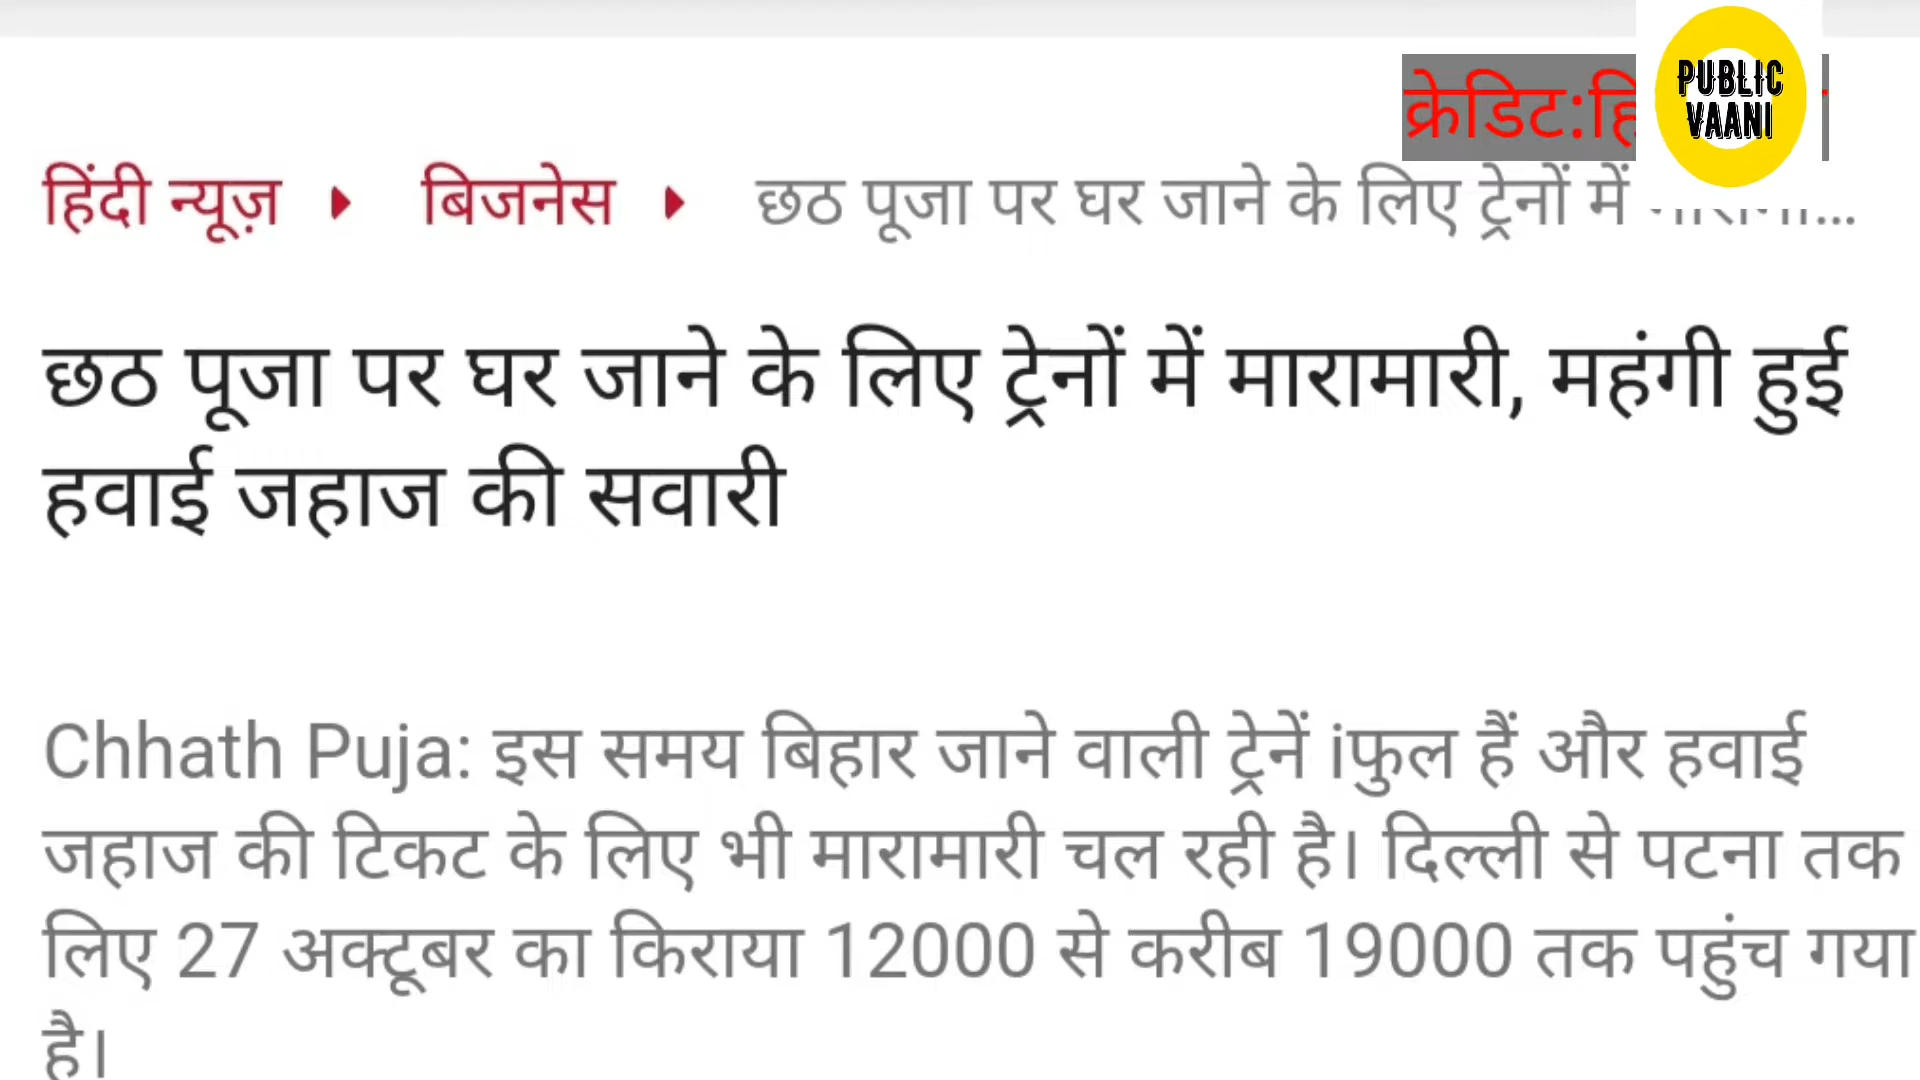 क्रेडिट:हि
PUBLIC
VAANI
हिंदी न्यूज़ बिजनेस छठ पूजा पर घर जाने के लिए ट्रेनों में ...
छठ पूजा पर घर जाने के लिए ट्रेनों में मारामारी, महंगी हुई
हवाई जहाज की सवारी
Chhath Puja: इस समय बिहार जाने वाली ट्रेनें iफुल हैं और हवाई
जहाज की टिकट के लिए भी मारामारी चल रही है। दिल्ली से पटना तक
लिए 27 अक्टूबर का किराया 12000 से करीब 19000 तक पहुंच गया
है।